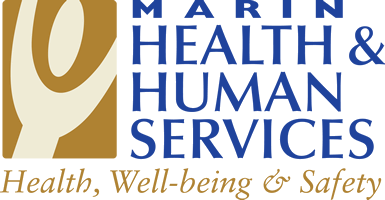 MARIN
HEALTH &
HUMAN
SERVICES
Health, Well-being & Safety